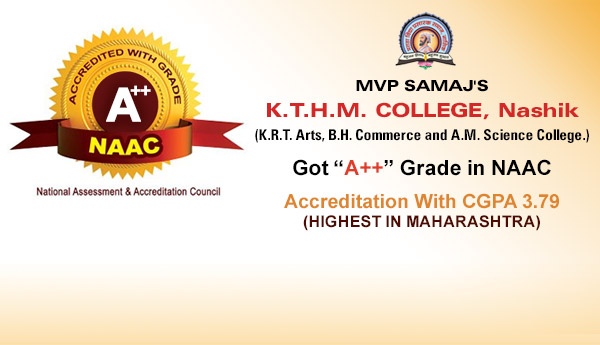 ACCREDITED WITH GRADE
A++
NAAC
National Assessment & Accreditation Council
MVP SAMAJ'S
K.T.H.M. COLLEGE, Nashik
(K.R.T. Arts, B.H. Commerce and A.M. Science College.)
Got “A++” Grade in NAAC
Accreditation With CGPA 3.79
(HIGHEST IN MAHARASHTRA)